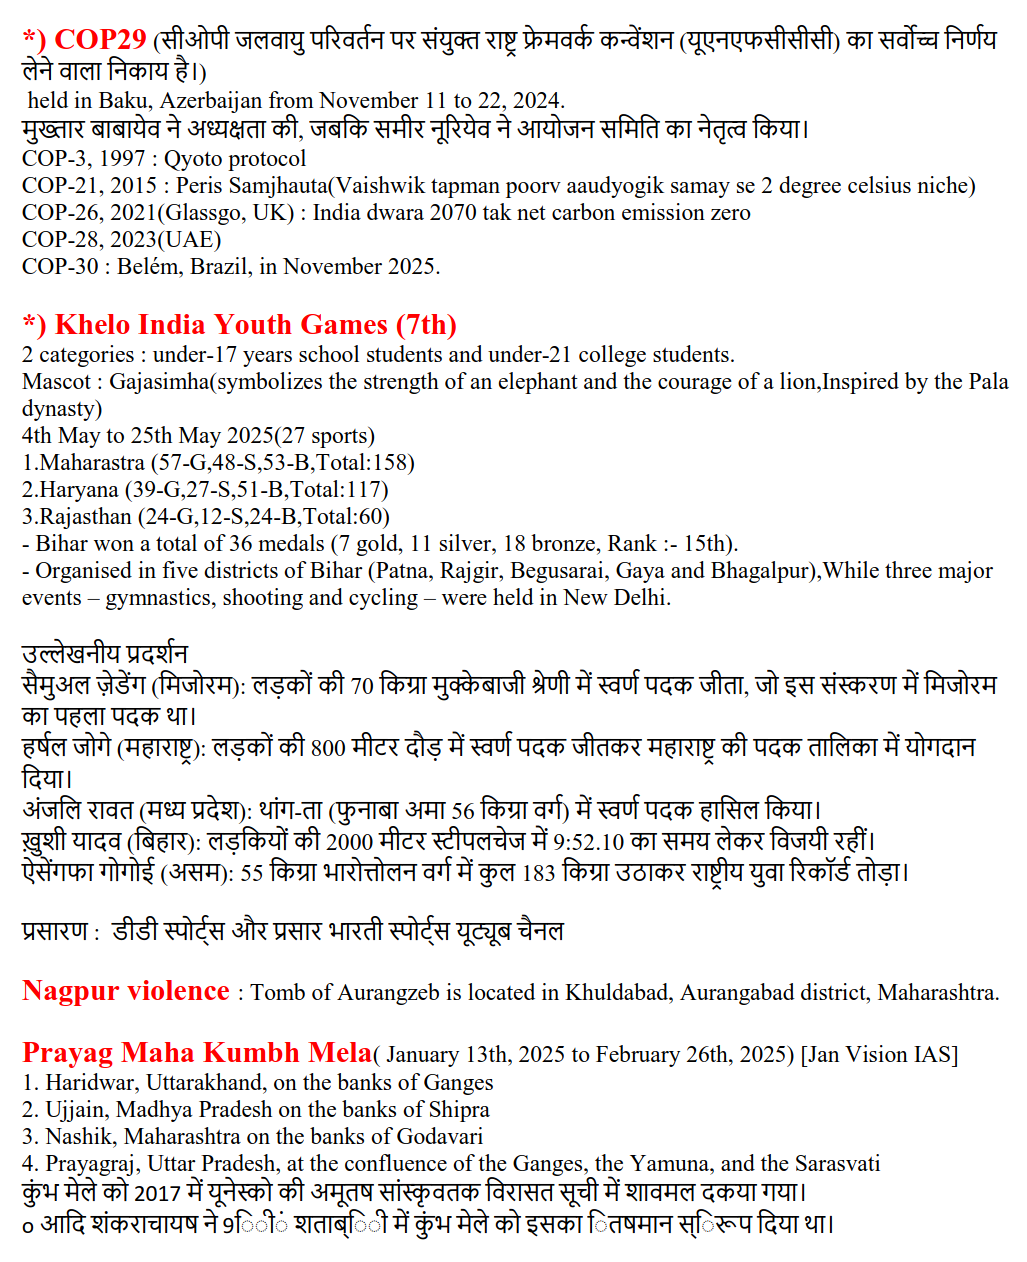 *) COP29 (सीओपी जलवायु परिवर्तन पर संयुक्त राष्ट्र फ्रेमवर्क कन्वेंशन (यूएनएफसीसीसी) का सर्वोच्च निर्णय
लेने वाला निकाय है।)
held in Baku, Azerbaijan from November 11 to 22, 2024.
मुख्तार बाबायेव ने अध्यक्षता की, जबकि समीर नूरियेव ने आयोजन समिति का नेतृत्व किया।
COP-3, 1997 : Qyoto protocol
COP-21, 2015 : Peris Samjhauta(Vaishwik tapman poorv aaudyogik samay se 2 degree celsius niche)
COP-26, 2021(Glassgo, UK) : India dwara 2070 tak net carbon emission zero
COP-28, 2023(UAE)
COP-30 : Belém, Brazil, in November 2025.
*) Khelo India Youth Games (7th)
2 categories : under-17 years school students and under-21 college students.
Mascot : Gajasimha(symbolizes the strength of an elephant and the courage of a lion,Inspired by the Pala
dynasty)
4th May to 25th May 2025(27 sports)
1.Maharastra (57-G,48-S,53-B,Total:158)
2.Haryana (39-G,27-S,51-B,Total:117)
3.Rajasthan (24-G,12-S,24-B,Total:60)
- Bihar won a total of 36 medals (7 gold, 11 silver, 18 bronze, Rank :- 15th).
- Organised in five districts of Bihar (Patna, Rajgir, Begusarai, Gaya and Bhagalpur),While three major
events – gymnastics, shooting and cycling – were held in New Delhi.
उल्लेखनीय प्रदर्शन
सैमुअल ज़ेडेंग (मिजोरम): लड़कों की 70 किग्रा मुक्केबाजी श्रेणी में स्वर्ण पदक जीता, जो इस संस्करण में मिजोरम
का पहला पदक था।
हर्षल जोगे (महाराष्ट्र): लड़कों की 800 मीटर दौड़ में स्वर्ण पदक जीतकर महाराष्ट्र की पदक तालिका में योगदान
दिया।
अंजलि रावत (मध्य प्रदेश): थांग-ता (फुनाबा अमा 56 किग्रा वर्ग) में स्वर्ण पदक हासिल किया।
ख़ुशी यादव (बिहार): लड़कियों की 2000 मीटर स्टीपलचेज में 9:52.10 का समय लेकर विजयी रहीं।
ऐसेंगफा गोगोई (असम): 55 किग्रा भारोत्तोलन वर्ग में कुल 183 किग्रा उठाकर राष्ट्रीय युवा रिकॉर्ड तोड़ा।
प्रसारण : डीडी स्पोर्ट्स और प्रसार भारती स्पोर्ट्स यूट्यूब चैनल
Nagpur violence : Tomb of Aurangzeb is located in Khuldabad, Aurangabad district, Maharashtra.
Prayag Maha Kumbh Mela( January 13th, 2025 to February 26th, 2025) [Jan Vision IAS]
1. Haridwar, Uttarakhand, on the banks of Ganges
2. Ujjain, Madhya Pradesh on the banks of Shipra
3. Nashik, Maharashtra on the banks of Godavari
4. Prayagraj, Uttar Pradesh, at the confluence of the Ganges, the Yamuna, and the Sarasvati
कुंभ मेले को 2017 में यूनेस्को की अमूतष सांस्कृवतक विरासत सूची में शावमल दकया गया।
o आदि शंकराचायष ने 9िीं शताब्िी में कुंभ मेले को इसका ितषमान स्िरूप दिया था।